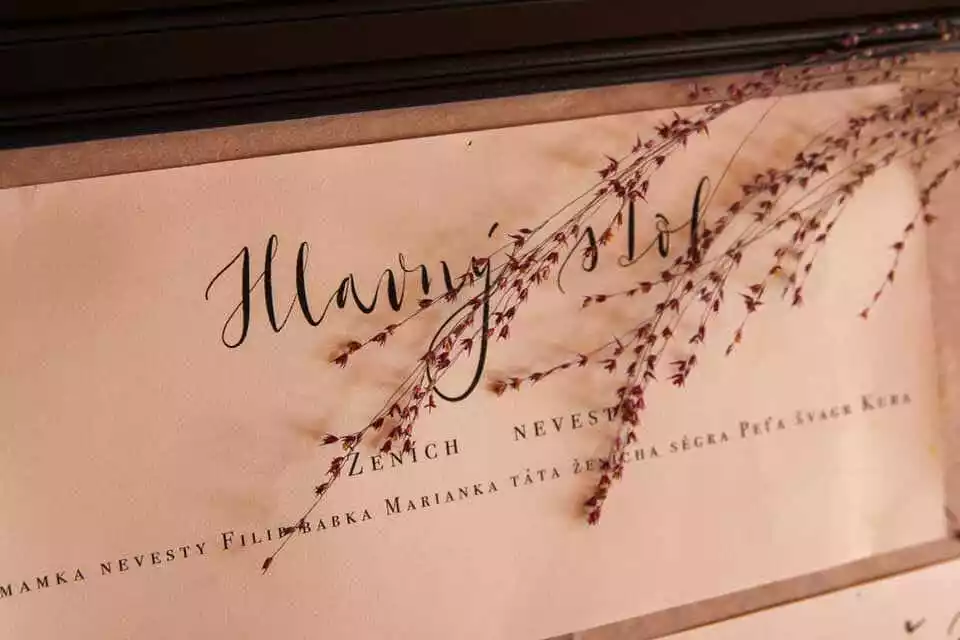 Hlavný stôl
Ženích nevesta
mamka nevesty Filip babka Marianka táta ženícha ségra Peťa švagr Kuba